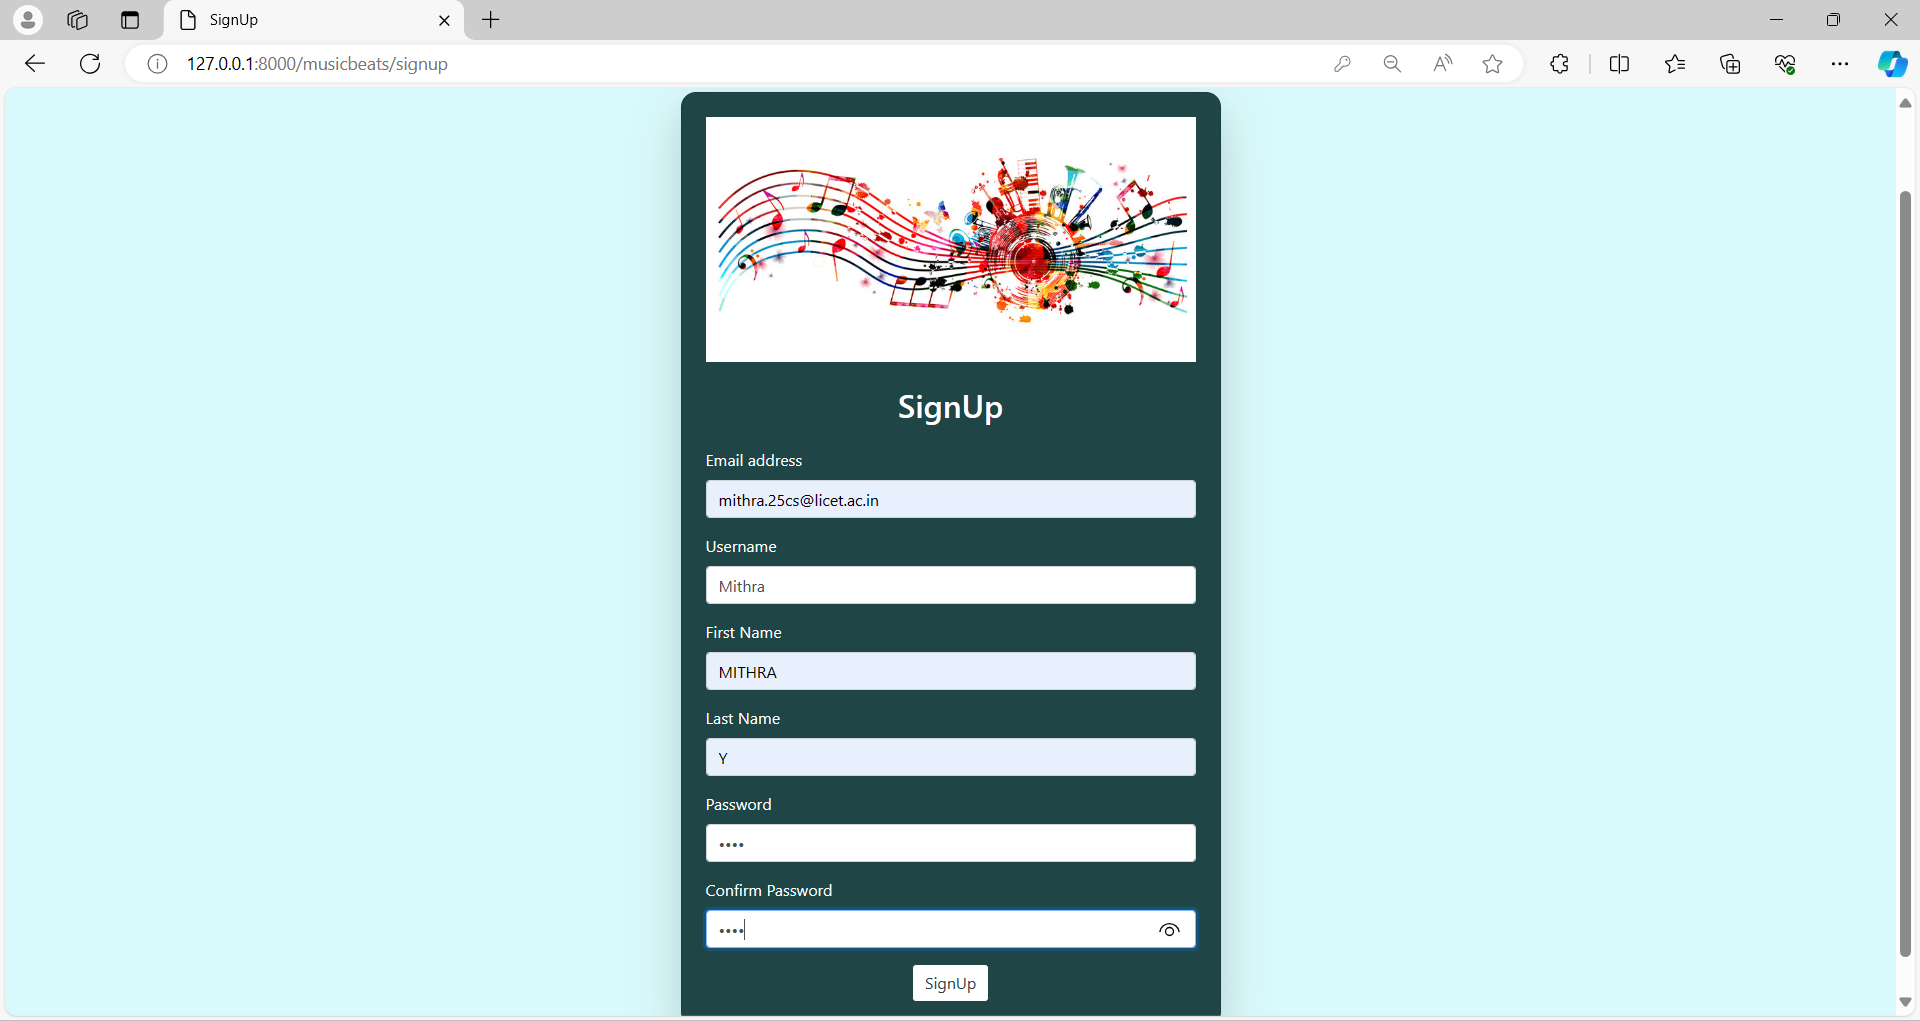 SignUp
127.0.0.1:8000/musicbeats/signup
SignUp
Email address
mithra.25cs@licet.ac.in
Username
Mithra
First Name
MITHRA
Last Name
Y
Password
••••
Confirm Password
••••
SignUp